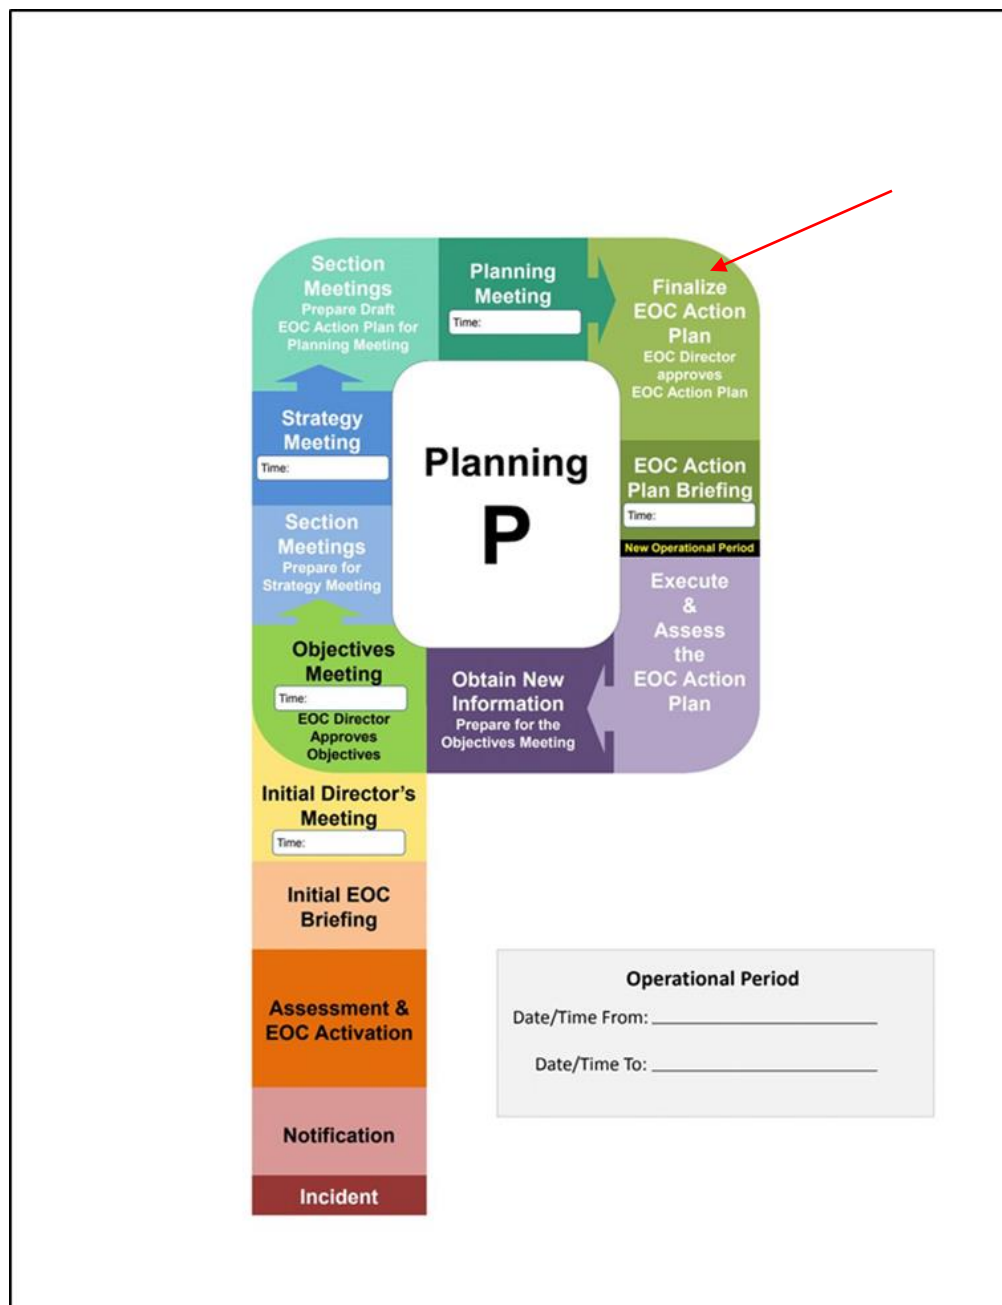 Section
Meetings
Prepare Draft
EOC Action Plan for
Planning Meeting
Planning
Meeting
Time:
Finalize
EOC Action
Plan
EOC Director
approves
EOC Action Plan
Strategy
Meeting
Time:
Planning
P
EOC Action
Plan Briefing
Time:
New Operational Period
Section
Meetings
Prepare for
Strategy Meeting
Execute
&
Assess
the
EOC Action
Plan
Objectives
Meeting
Time:
EOC Director
Approves
Objectives
Obtain New
Information
Prepare for the
Objectives Meeting
Initial Director's
Meeting
Time:
Initial EOC
Briefing
Assessment &
EOC Activation
Notification
Incident
Operational Period
Date/Time From:
Date/Time To: